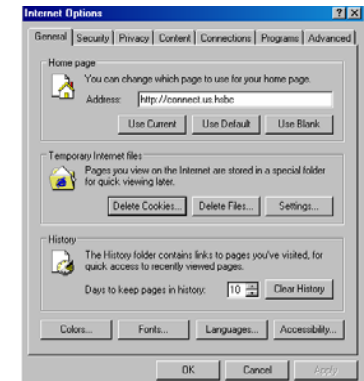 Internet Options
General Security Privacy Content Connections Programs Advanced
Home page
You can change which page to use for your home page.
Address: http://connect.us.hsbc
Use Current Use Default Use Blank
Temporary Internet files
Pages you view on the Internet are stored in a special folder
for quick viewing later.
Delete Cookies... Delete Files... Settings...
History
The History folder contains links to pages you've visited, for
quick access to recently viewed pages.
Days to keep pages in history: 10 Clear History
Colors... Fonts... Languages... Accessibility...
OK Cancel Apply